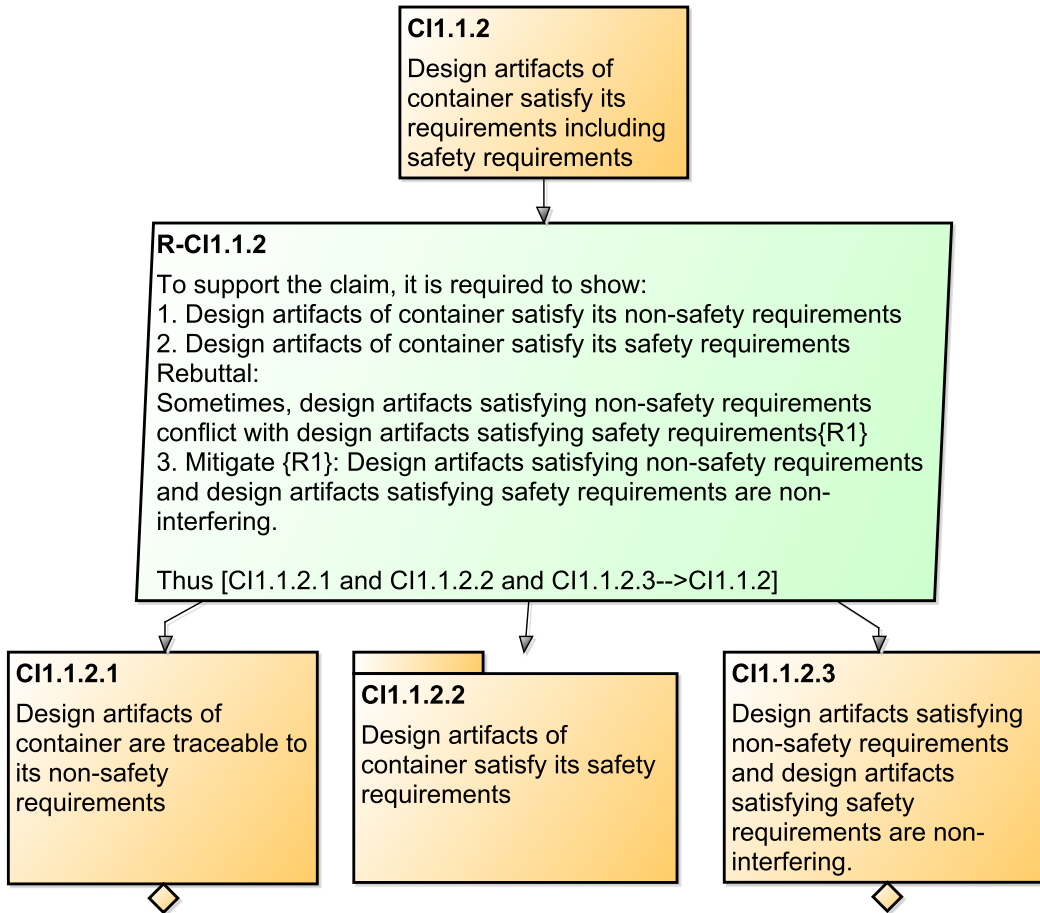 Cl1.1.2
Design artifacts of
container satisfy its
requirements including
safety requirements
R-Cl1.1.2
To support the claim, it is required to show:
1. Design artifacts of container satisfy its non-safety requirements
2. Design artifacts of container satisfy its safety requirements
Rebuttal:
Sometimes, design artifacts satisfying non-safety requirements
conflict with design artifacts satisfying safety requirements{R1}
3. Mitigate {R1}: Design artifacts satisfying non-safety requirements
and design artifacts satisfying safety requirements are non-
interfering.
Thus [Cl1.1.2.1 and Cl1.1.2.2 and Cl1.1.2.3-->Cl1.1.2]
Cl1.1.2.1
Design artifacts of
container are traceable to
its non-safety
requirements
Cl1.1.2.2
Design artifacts of
container satisfy its safety
requirements
Cl1.1.2.3
Design artifacts satisfying
non-safety requirements
and design artifacts
satisfying safety
requirements are non-
interfering.